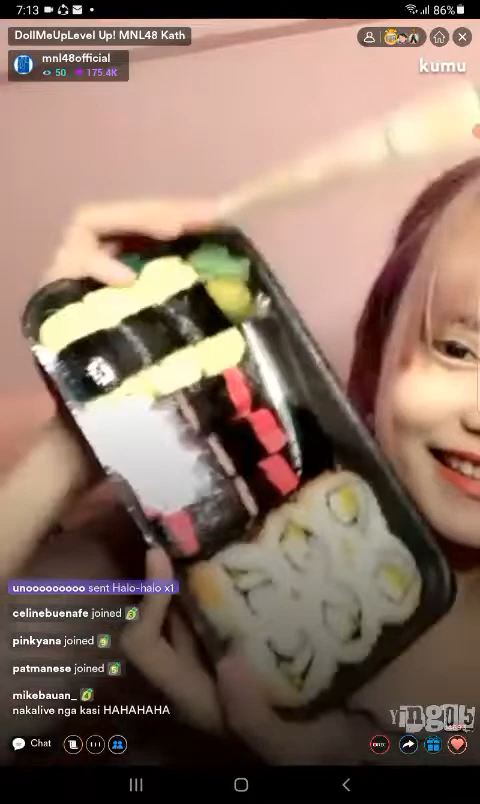 7:13
86%
DollMeUpLevel Up! MNL48 Kath
mnl48official
50 175.4K
kumu
unooooooooo sent Halo-halo x1
celinebuenafe joined
pinkyana joined
patmanese joined
mikebauan_
nakalive nga kasi HAHAHAHA
Chat